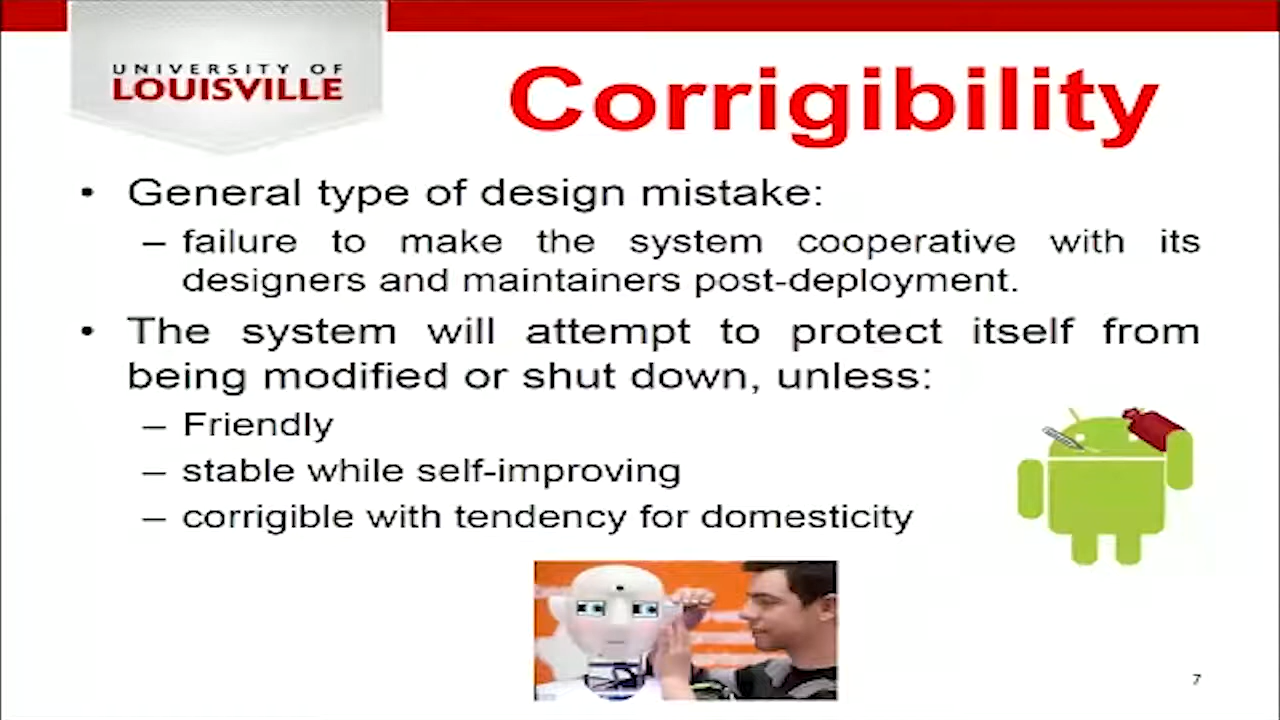 UNIVERSITY OF
LOUISVILLE
Corrigibility
• General type of design mistake:
– failure to make the system cooperative with its
designers and maintainers post-deployment.
• The system will attempt to protect itself from
being modified or shut down, unless:
– Friendly
– stable while self-improving
– corrigible with tendency for domesticity
7